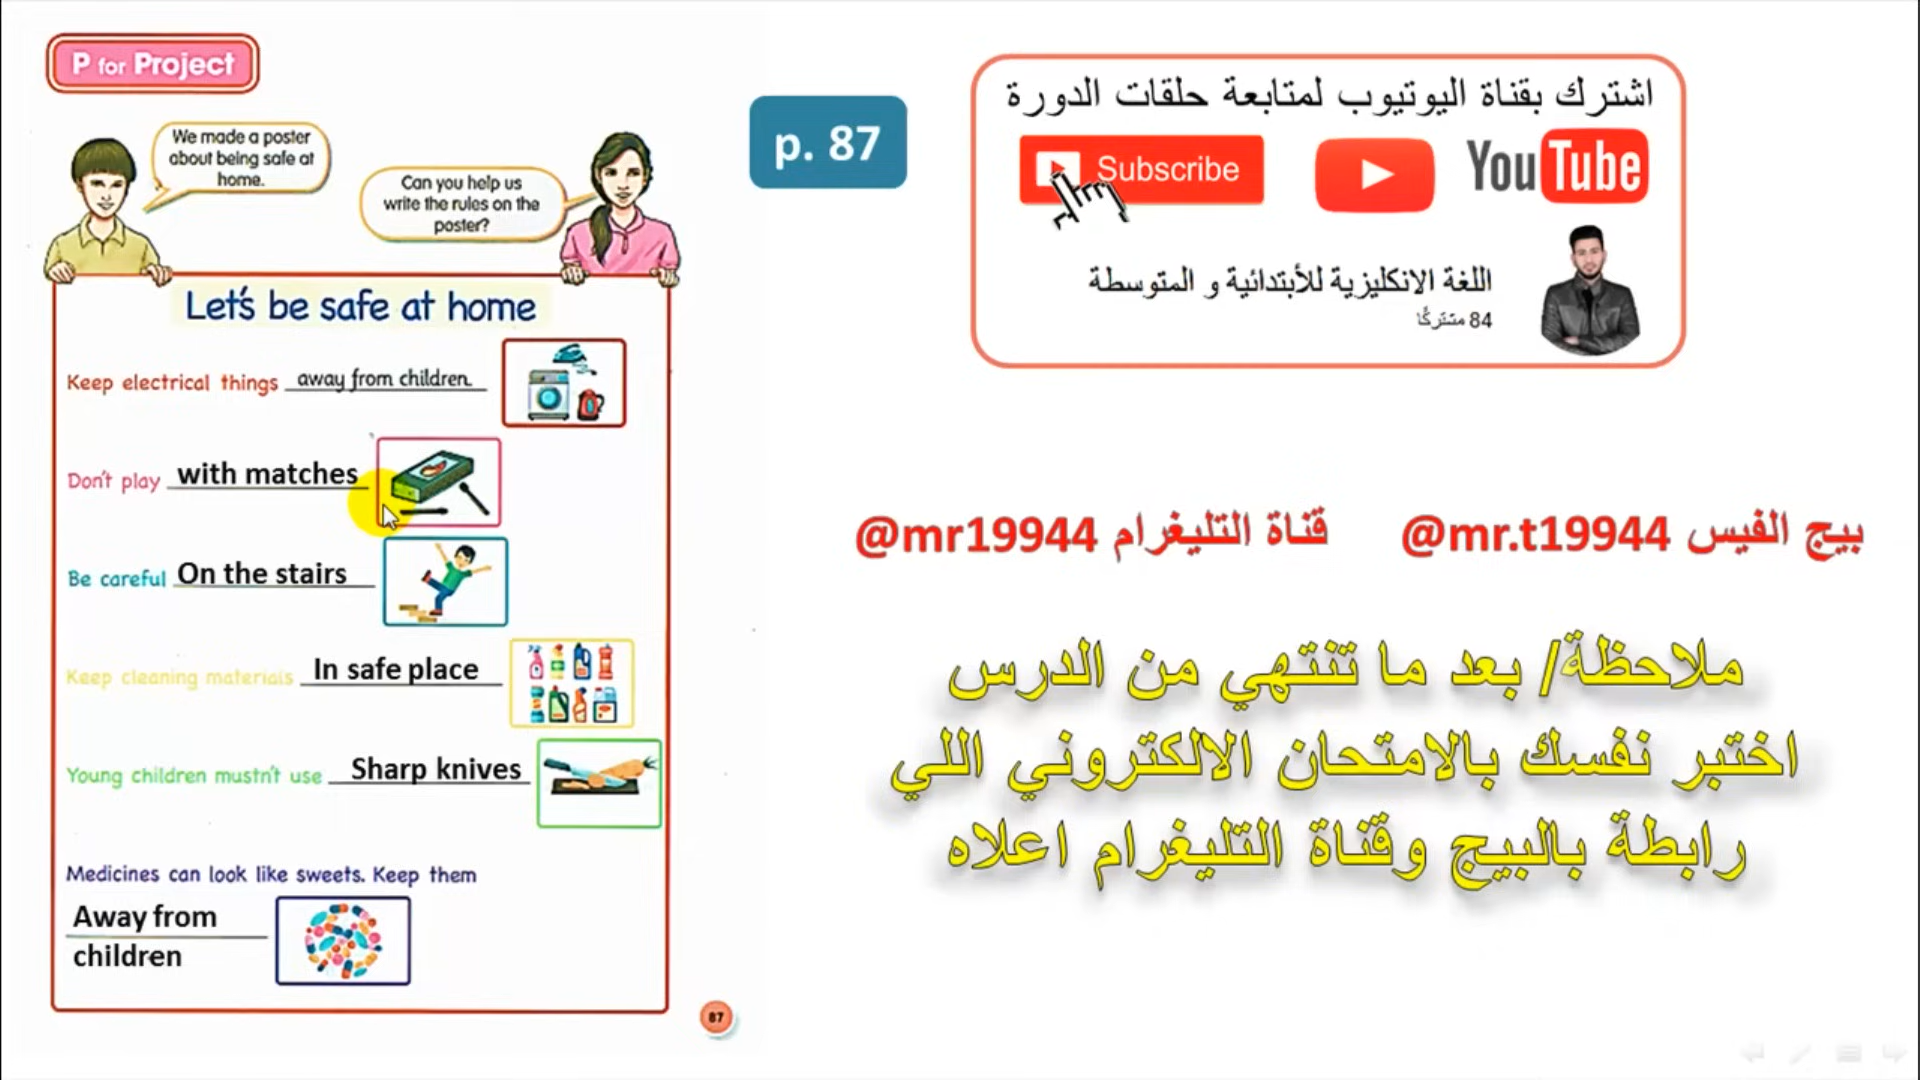 P for Project
We made a poster
about being safe at
home.
Can you help us
write the rules on the
poster?
Let's be safe at home
Keep electrical things away from children.
Don't play with matches
Be careful On the stairs
Keep cleaning materials In safe place
Young children mustn't use Sharp knives
Medicines can look like sweets. Keep them
Away from
children
87
p. 87
اشترك بقناة اليوتيوب لمتابعة حلقات الدورة
Subscribe
YouTube
اللغة الانكليزية للأبتدائية و المتوسطة
84 مشتركًا
بيج الفيس @mr.t19944
قناة التليغرام @mr19944
ملاحظة/ بعد ما تنتهي من الدرس
اختبر نفسك بالامتحان الالكتروني اللي
رابطة بالبيج وقناة التليغرام اعلاه